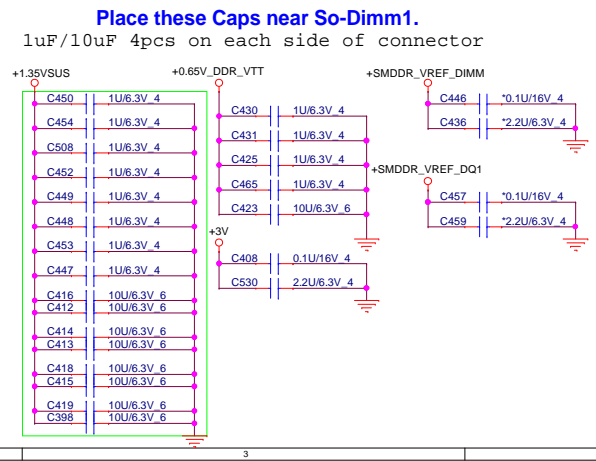 Place these Caps near So-Dimm1.
1uF/10uF 4pcs on each side of connector
+1.35VSUS
C450 1U/6.3V_4
C454 1U/6.3V_4
C508 1U/6.3V_4
C452 1U/6.3V_4
C449 1U/6.3V_4
C448 1U/6.3V_4
C453 1U/6.3V_4
C447 1U/6.3V_4
C416 10U/6.3V_6
C412 10U/6.3V_6
C414 10U/6.3V_6
C413 10U/6.3V_6
C418 10U/6.3V_6
C415 10U/6.3V_6
C419 10U/6.3V_6
C398 10U/6.3V_6
+0.65V_DDR_VTT
C430 1U/6.3V_4
C431 1U/6.3V_4
C425 1U/6.3V_4
C465 1U/6.3V_4
C423 10U/6.3V_6
+3V
C408 0.1U/16V_4
C530 2.2U/6.3V_4
+SMDDR_VREF_DIMM
C446 *0.1U/16V_4
C436 *2.2U/6.3V_4
+SMDDR_VREF_DQ1
C457 *0.1U/16V_4
C459 *2.2U/6.3V_4
3